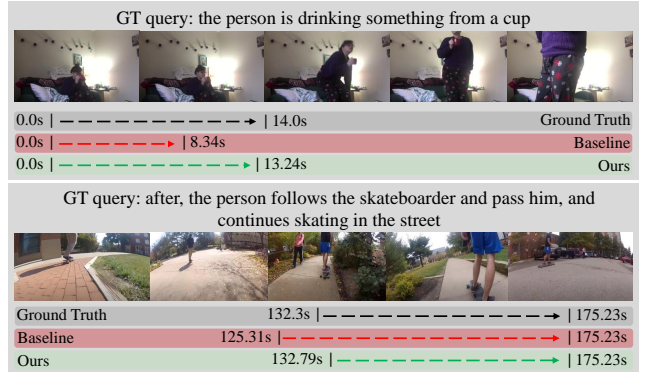 GT query: the person is drinking something from a cup
0.0s | 14.0s Ground Truth
0.0s | 8.34s Baseline
0.0s | 13.24s Ours
GT query: after, the person follows the skateboarder and pass him, and
continues skating in the street
Ground Truth 132.3s | 175.23s
Baseline 125.31s | 175.23s
Ours 132.79s | 175.23s